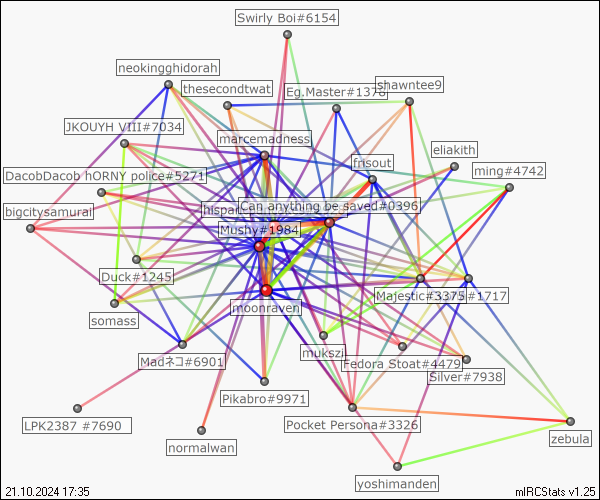 Swirly Boi#6154
neokingghidorah
thesecondtwat
Eg.Master#1378
shawntee9
JKOUYH VIII#7034
marcemadness
frisout
eliakith
ming#4742
DacobDacob hORNY police#5271
bigcitysamurai
Can anything be saved#0396
Mushy#1984
Duck#1245
moonraven
Majestic#3375
#1717
somass
mukszi
Fedora Stoat#4479
Silver#7938
Madネコ#6901
Pikabro#9971
LPK2387 #7690
Pocket Persona#3326
normalwan
zebula
yoshimanden
21.10.2024 17:35
mIRCStats v1.25